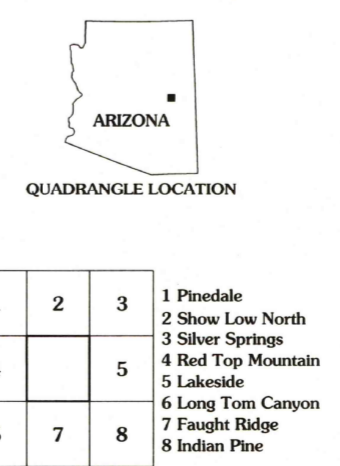 ARIZONA
QUADRANGLE LOCATION
2 3
5
7 8
1 Pinedale
2 Show Low North
3 Silver Springs
4 Red Top Mountain
5 Lakeside
6 Long Tom Canyon
7 Faught Ridge
8 Indian Pine